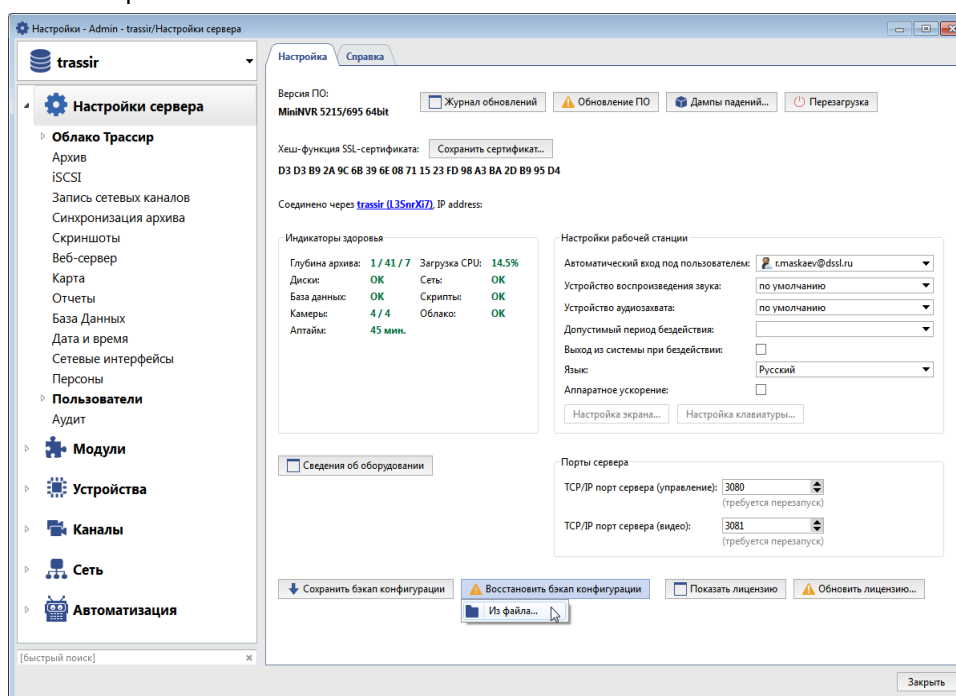 Настройки - Admin - trassir/Настройки сервера
trassir
Настройки сервера
Облако Трассир
Архив
iSCSI
Запись сетевых каналов
Синхронизация архива
Скриншоты
Веб-сервер
Карта
Отчеты
База Данных
Дата и время
Сетевые интерфейсы
Персоны
Пользователи
Аудит
Модули
Устройства
Каналы
Сеть
Автоматизация
[быстрый поиск]
Настройка Справка
Версия ПО:
MiniNVR 5215/695 64bit
Журнал обновлений Обновление ПО Дампы падений... Перезагрузка
Хеш-функция SSL-сертификата: Сохранить сертификат...
D3 D3 B9 2A 9C 6B 39 6E 08 71 15 23 FD 98 A3 BA 2D B9 95 D4
Соединено через trassir (L3SnrXi7), IP address:
Индикаторы здоровья
Глубина архива: 1 / 41 / 7 Загрузка CPU: 14.5%
Диски: OK Сеть: OK
База данных: OK Скрипты: OK
Камеры: 4 / 4 Облако: OK
Аптайм: 45 мин.
Настройки рабочей станции
Автоматический вход под пользователем: r.maskaev@dssl.ru
Устройство воспроизведения звука: по умолчанию
Устройство аудиозахвата: по умолчанию
Допустимый период бездействия:
Выход из системы при бездействии:
Язык: Русский
Аппаратное ускорение:
Настройка экрана... Настройка клавиатуры...
Сведения об оборудовании
Порты сервера
TCP/IP порт сервера (управление): 3080
(требуется перезапуск)
TCP/IP порт сервера (видео): 3081
(требуется перезапуск)
Сохранить бэкап конфигурации Восстановить бэкап конфигурации Показать лицензию Обновить лицензию...
Из файла...
Закрыть